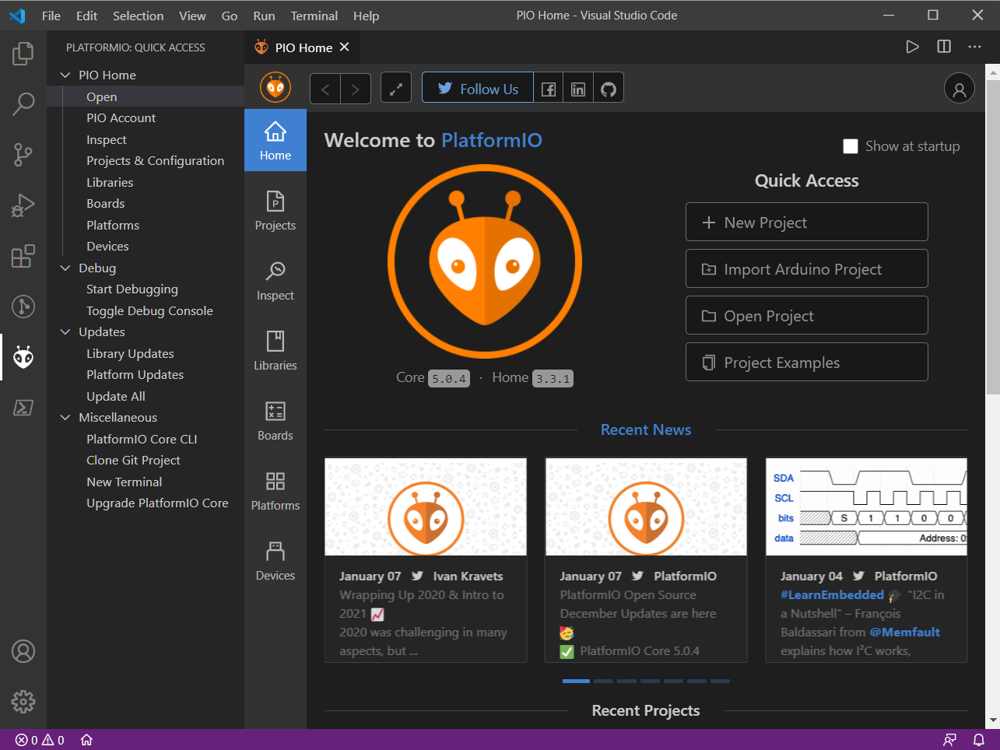 File Edit Selection View Go Run Terminal Help
PIO Home - Visual Studio Code
PLATFORMIO: QUICK ACCESS
PIO Home
Open
PIO Account
Inspect
Projects & Configuration
Libraries
Boards
Platforms
Devices
Debug
Start Debugging
Toggle Debug Console
Updates
Library Updates
Platform Updates
Update All
Miscellaneous
PlatformIO Core CLI
Clone Git Project
New Terminal
Upgrade PlatformIO Core
PIO Home
Follow Us
Home
Projects
Inspect
Libraries
Boards
Platforms
Devices
Welcome to PlatformIO
Show at startup
Core 5.0.4 · Home 3.3.1
Quick Access
New Project
Import Arduino Project
Open Project
Project Examples
Recent News
January 07 Ivan Kravets
Wrapping Up 2020 & Intro to
2021 📈
2020 was challenging in many
aspects, but ...
January 07 PlatformIO
PlatformIO Open Source
December Updates are here
🥳
✅ PlatformIO Core 5.0.4
SDA
SCL
bits S 1 1 0 0
data Address: 0
January 04 PlatformIO
#LearnEmbedded 🎓 "I2C in
a Nutshell" – François
Baldassari from @Memfault
explains how I²C works,
Recent Projects
0 0